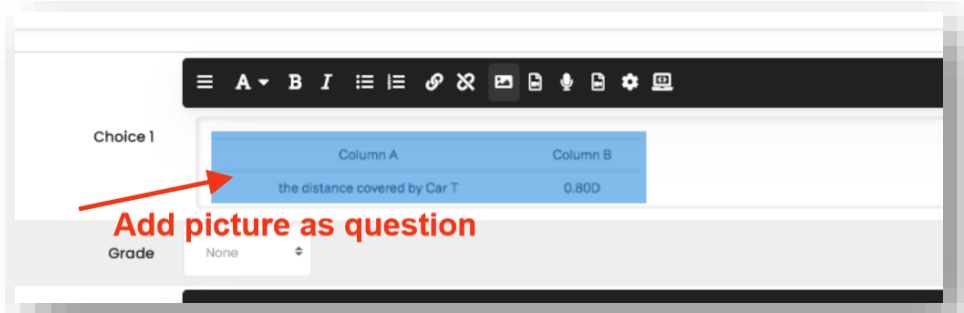 A B I
Choice 1
Column A Column B
the distance covered by Car T 0.80D
Add picture as question
Grade None